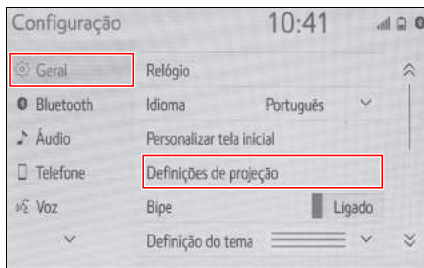 Configuração 10:41
Geral
Bluetooth
Áudio
Telefone
Voz
Relógio
Idioma Português
Personalizar tela inicial
Definições de projeção
Bipe Ligado
Definição do tema